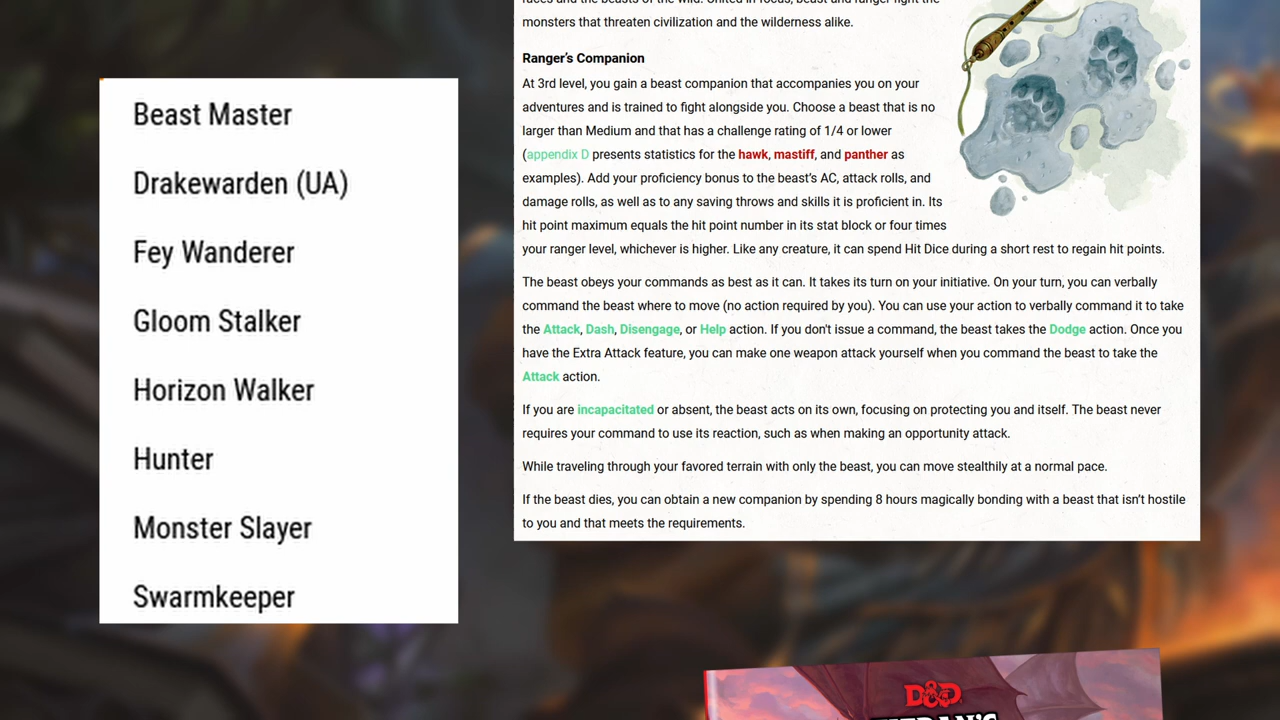 Beast Master
Drakewarden (UA)
Fey Wanderer
Gloom Stalker
Horizon Walker
Hunter
Monster Slayer
Swarmkeeper
monsters that threaten civilization and the wilderness alike.
Ranger’s Companion
At 3rd level, you gain a beast companion that accompanies you on your
adventures and is trained to fight alongside you. Choose a beast that is no
larger than Medium and that has a challenge rating of 1/4 or lower
(appendix D presents statistics for the hawk, mastiff, and panther as
examples). Add your proficiency bonus to the beast’s AC, attack rolls, and
damage rolls, as well as to any saving throws and skills it is proficient in. Its
hit point maximum equals the hit point number in its stat block or four times
your ranger level, whichever is higher. Like any creature, it can spend Hit Dice during a short rest to regain hit points.
The beast obeys your commands as best as it can. It takes its turn on your initiative. On your turn, you can verbally
command the beast where to move (no action required by you). You can use your action to verbally command it to take
the Attack, Dash, Disengage, or Help action. If you don't issue a command, the beast takes the Dodge action. Once you
have the Extra Attack feature, you can make one weapon attack yourself when you command the beast to take the
Attack action.
If you are incapacitated or absent, the beast acts on its own, focusing on protecting you and itself. The beast never
requires your command to use its reaction, such as when making an opportunity attack.
While traveling through your favored terrain with only the beast, you can move stealthily at a normal pace.
If the beast dies, you can obtain a new companion by spending 8 hours magically bonding with a beast that isn’t hostile
to you and that meets the requirements.
D&D